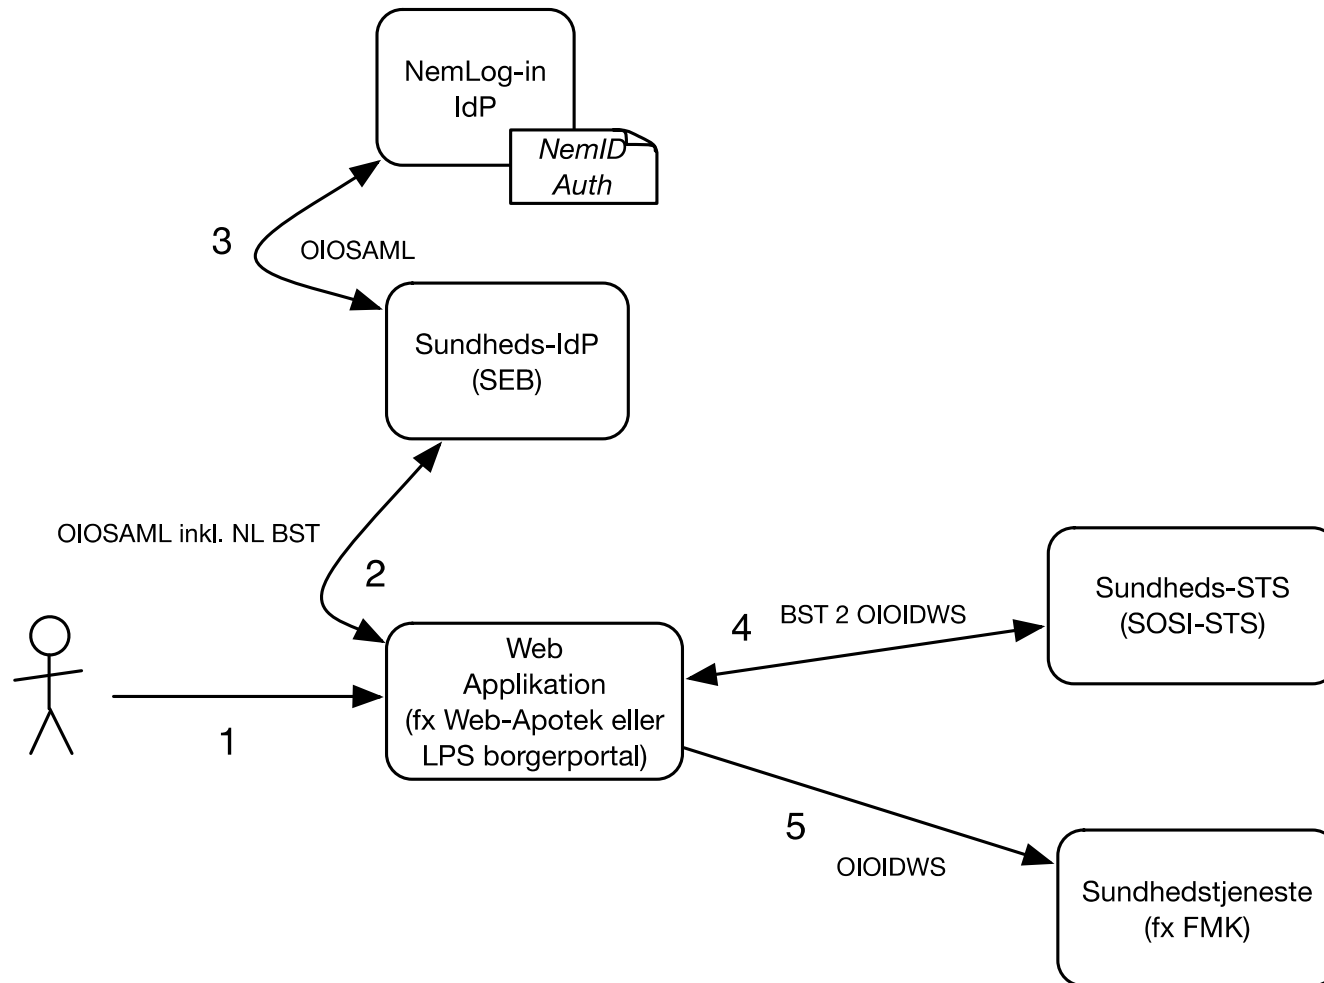 NemLog-in
IdP
NemID
Auth
3
OIOSAML
Sundheds-IdP
(SEB)
OIOSAML inkl. NL BST
2
Sundheds-STS
(SOSI-STS)
4
BST 2 OIOIDWS
Web
Applikation
(fx Web-Apotek eller
LPS borgerportal)
1
5
OIOIDWS
Sundhedstjeneste
(fx FMK)